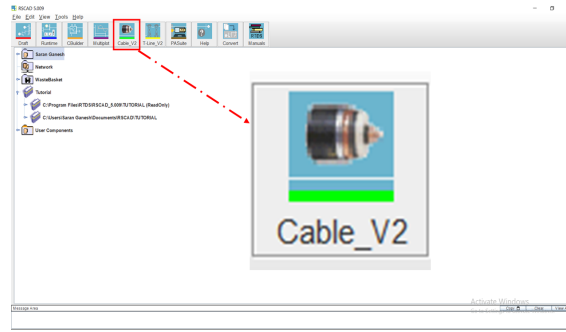 RSCAD 5.009
File Edit View Tools Help
Draft Runtime CBuilder Multiplot Cable_V2 T-Line_V2 PASuite Help Convert Manuals
Saran Ganesh
Network
WasteBasket
Tutorial
C:\Program Files\RTDS\RSCAD_5.009\TUTORIAL (ReadOnly)
C:\Users\Saran Ganesh\Documents\RSCAD\TUTORIAL
User Components
Cable_V2
Activate Windows
Message Area
Copy
Clear
View